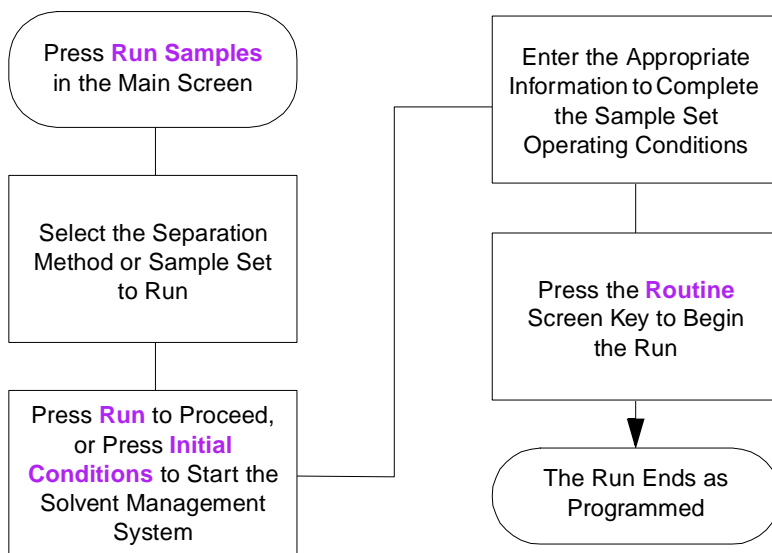 Press Run Samples
in the Main Screen
Select the Separation
Method or Sample Set
to Run
Press Run to Proceed,
or Press Initial
Conditions to Start the
Solvent Management
System
Enter the Appropriate
Information to Complete
the Sample Set
Operating Conditions
Press the Routine
Screen Key to Begin
the Run
The Run Ends as
Programmed